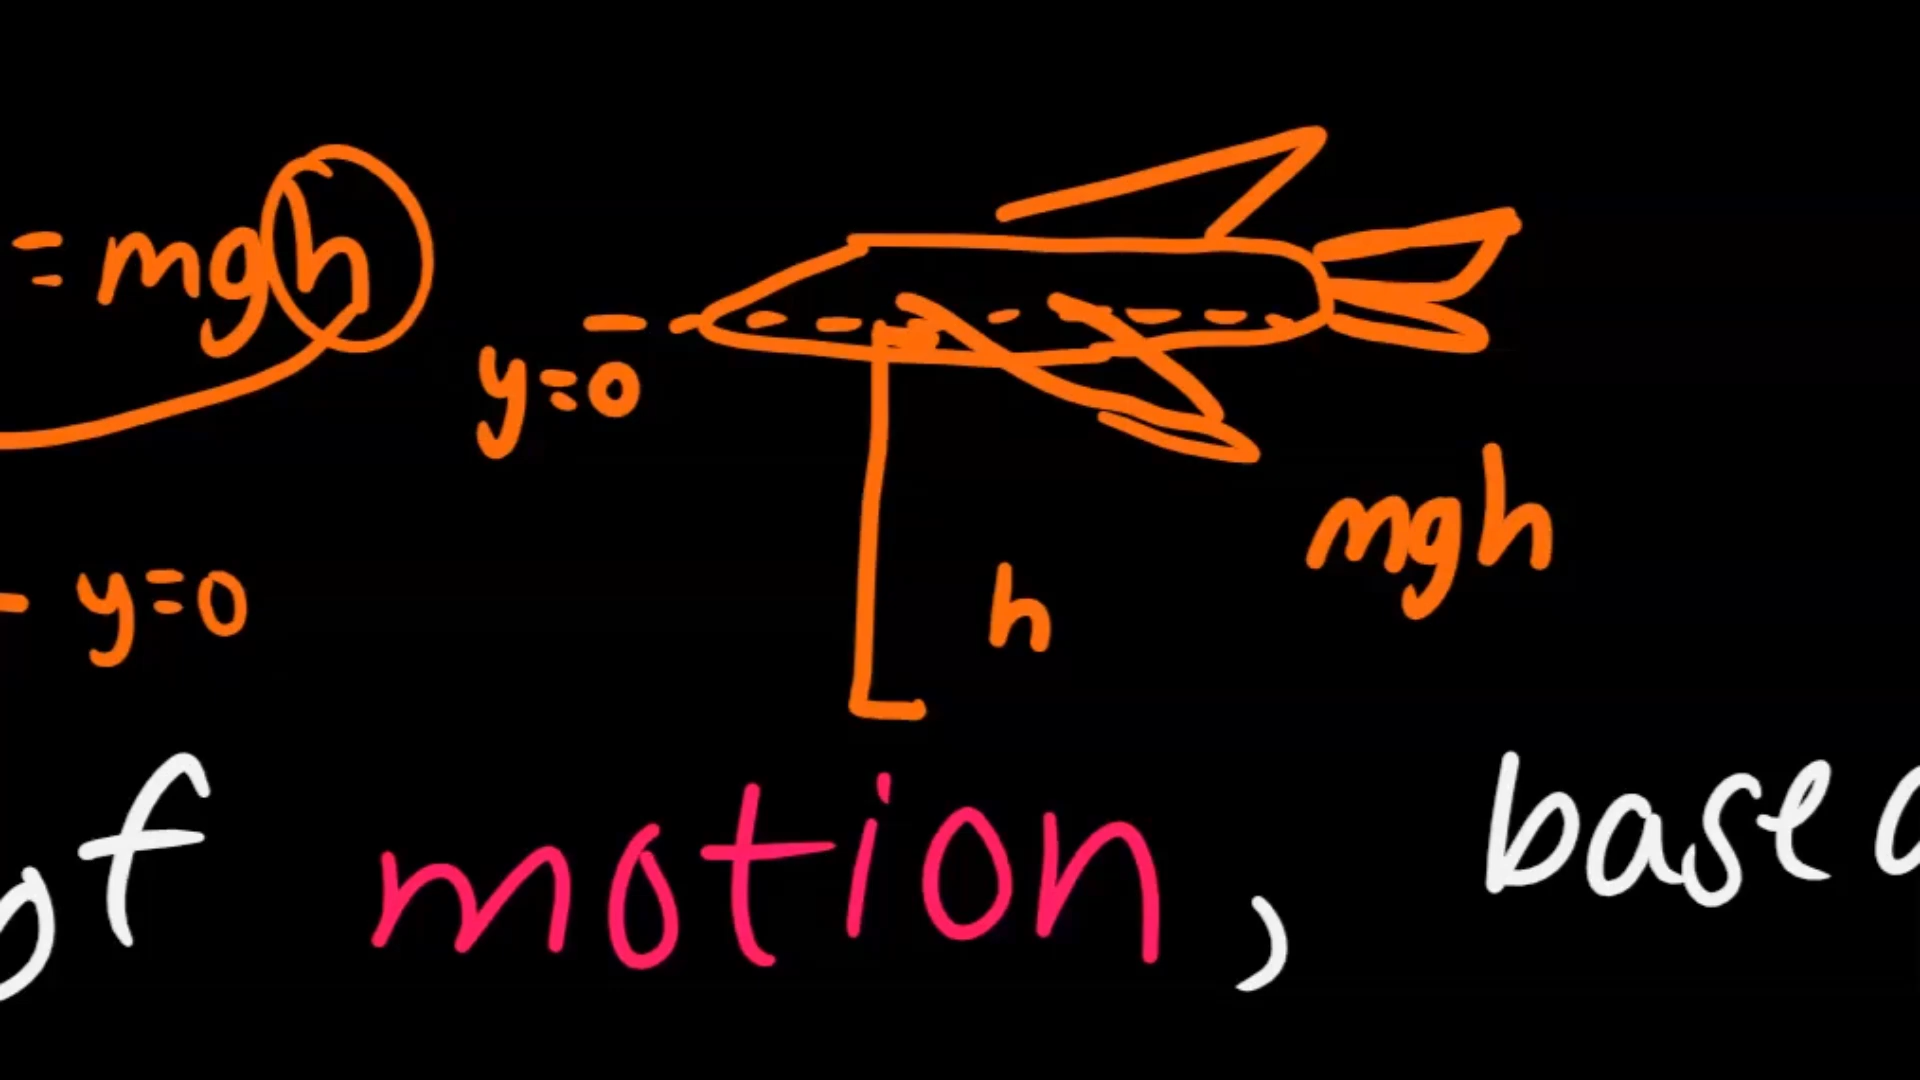 = mgh
y=0
mgh
h
- y=0
of motion, based